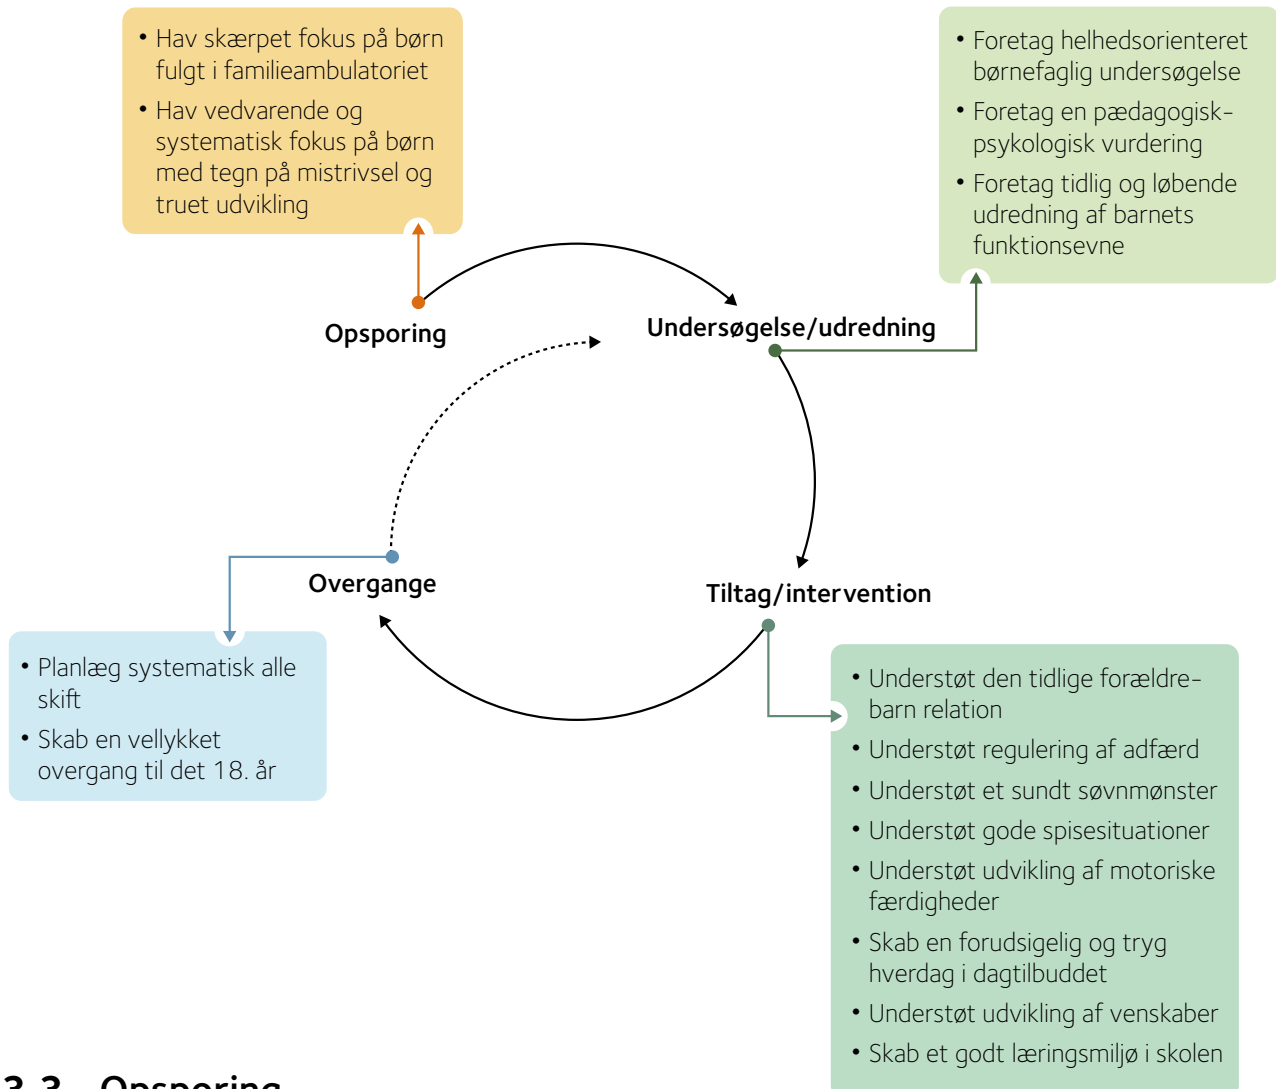 • Hav skærpet fokus på børn
fulgt i familieambulatoriet
• Hav vedvarende og
systematisk fokus på børn
med tegn på mistrivsel og
truet udvikling
• Foretag helhedsorienteret
børnefaglig undersøgelse
• Foretag en pædagogisk-
psykologisk vurdering
• Foretag tidlig og løbende
udredning af barnets
funktionsevne
Opsporing
Undersøgelse/udredning
Overgange
Tiltag/intervention
• Planlæg systematisk alle
skift
• Skab en vellykket
overgang til det 18. år
• Understøt den tidlige forældre-
barn relation
• Understøt regulering af adfærd
• Understøt et sundt søvnmønster
• Understøt gode spisesituationer
• Understøt udvikling af motoriske
færdigheder
• Skab en forudsigelig og tryg
hverdag i dagtilbuddet
• Understøt udvikling af venskaber
• Skab et godt læringsmiljø i skolen